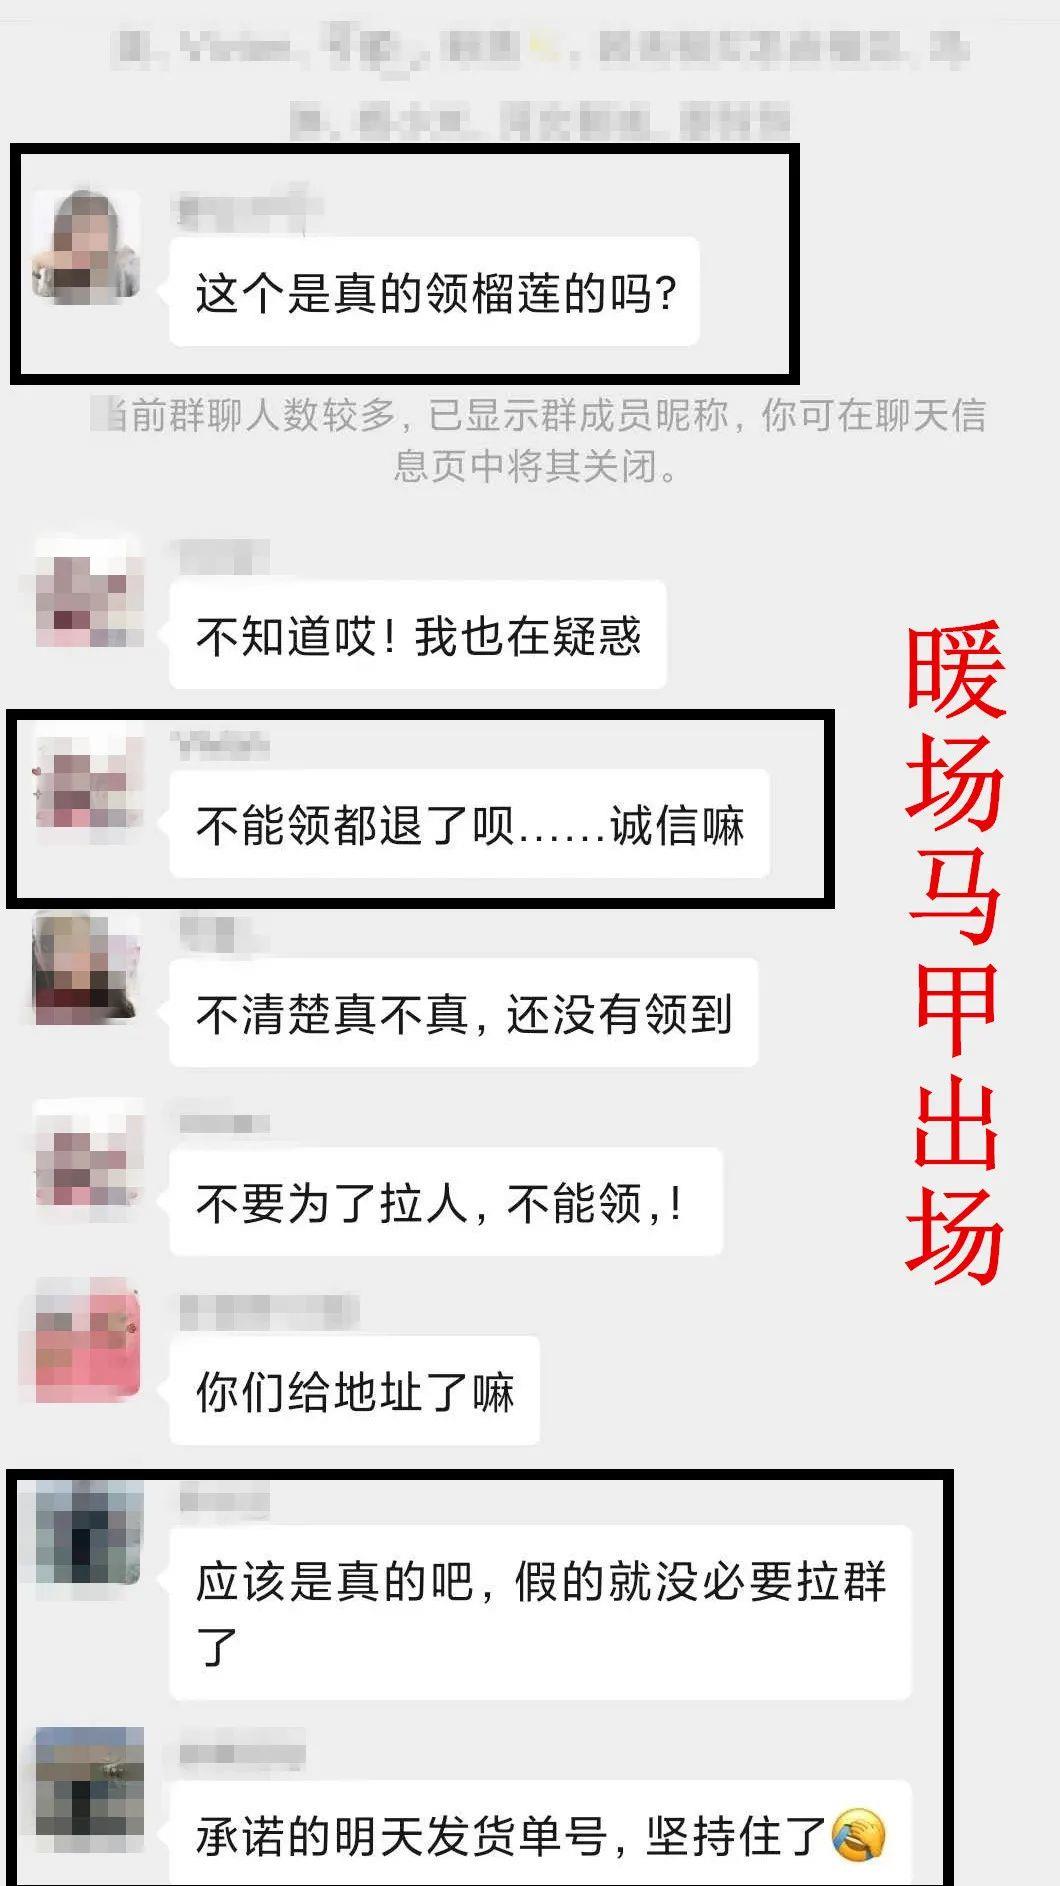 这个是真的领榴莲的吗?
当前群聊人数较多，已显示群成员昵称，你可在聊天信
息页中将其关闭。
不知道哎！我也在疑惑
不能领都退了呗......诚信嘛
不清楚真不真，还没有领到
不要为了拉人，不能领，！
你们给地址了嘛
应该是真的吧，假的就没必要拉群
了
承诺的明天发货单号，坚持住了🤦
暖场马甲出场